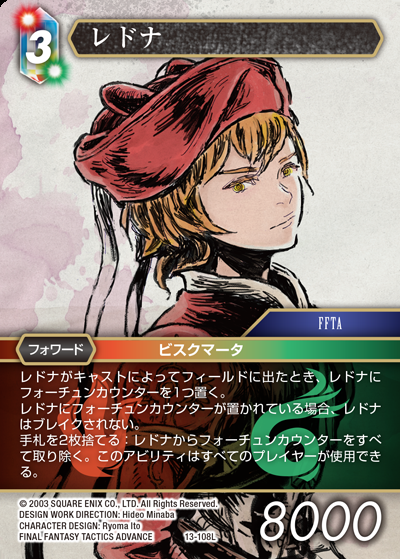 3
レドナ
FFTA
フォワード
ビスクマータ
レドナがキャストによってフィールドに出たとき、レドナに
フォーチュンカウンターを1つ置く。
レドナにフォーチュンカウンターが置かれている場合、レドナ
はブレイクされない。
手札を2枚捨てる：レドナからフォーチュンカウンターをすべ
て取り除く。このアビリティはすべてのプレイヤーが使用でき
る。
© 2003 SQUARE ENIX CO., LTD. All Rights Reserved.
DESIGN WORK DIRECTION: Hideo Minaba
CHARACTER DESIGN: Ryoma Ito
FINAL FANTASY TACTICS ADVANCE
13-108L
8000